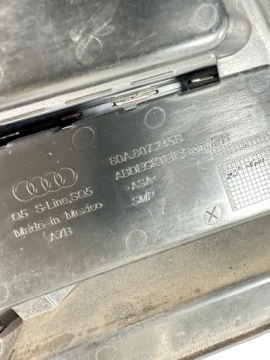 80A.807.245B
Q5 S-Line,SQ5
Made in Mexico
A7B
-ASA-
SMP